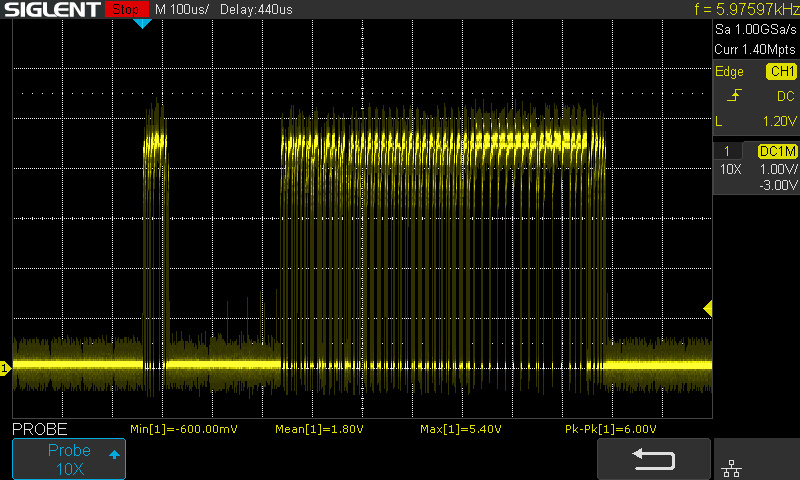 SIGLENT Stop M 100us/ Delay:440us f = 5.97597kHz
Sa 1.00GSa/s
Curr 1.40Mpts
Edge CH1
DC
L 1.20V
1 DC1M
10X 1.00V/
-3.00V
1
PROBE Min[1]=-600.00mV Mean[1]=1.80V Max[1]=5.40V Pk-Pk[1]=6.00V
Probe
10X